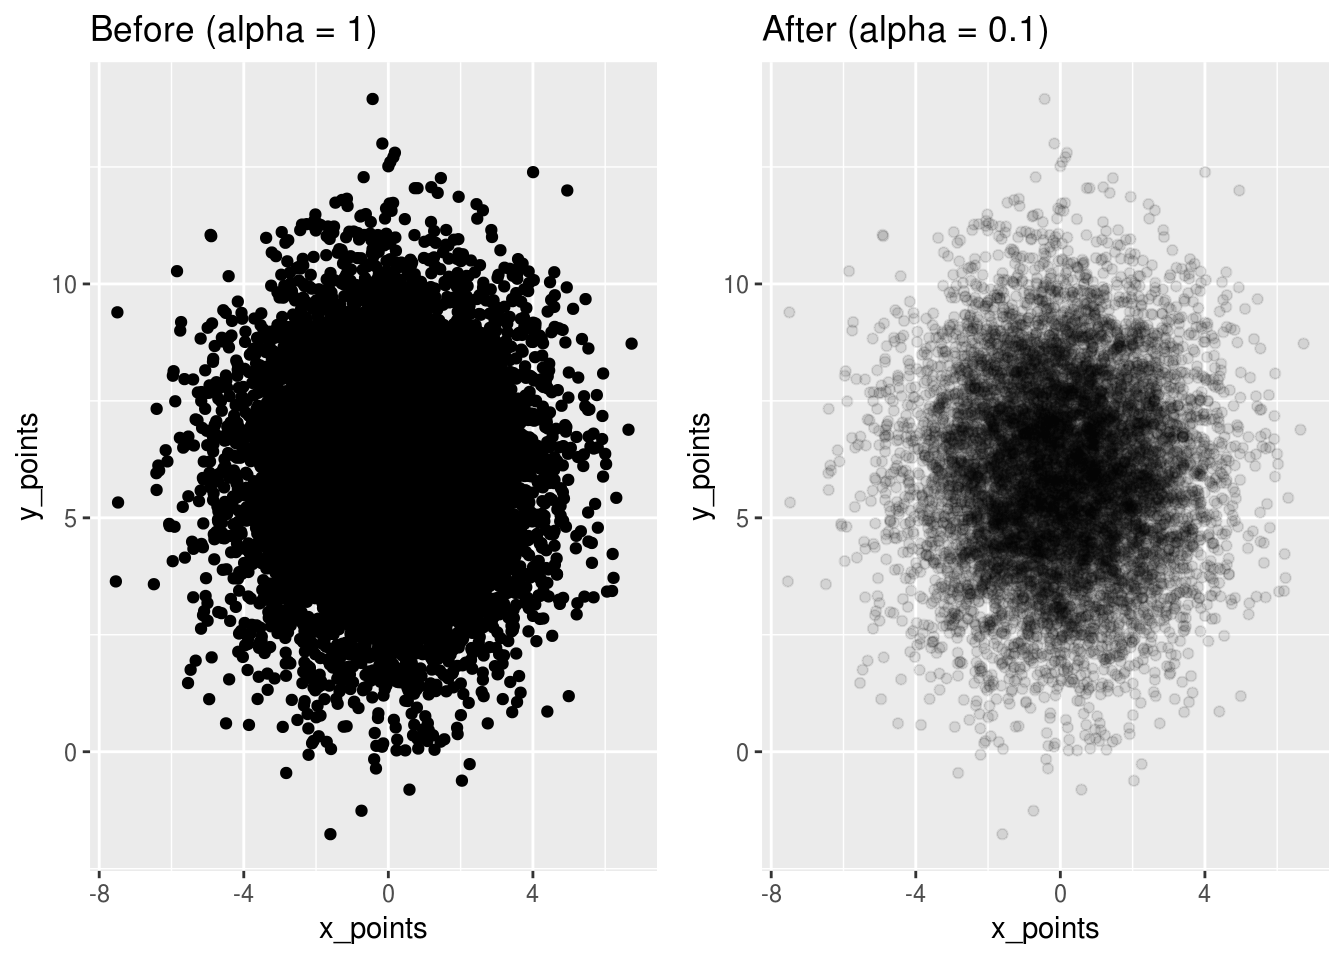 Before (alpha = 1)
y_points
10
5
0
-8 -4 0 4
x_points
After (alpha = 0.1)
y_points
10
5
0
-8 -4 0 4
x_points